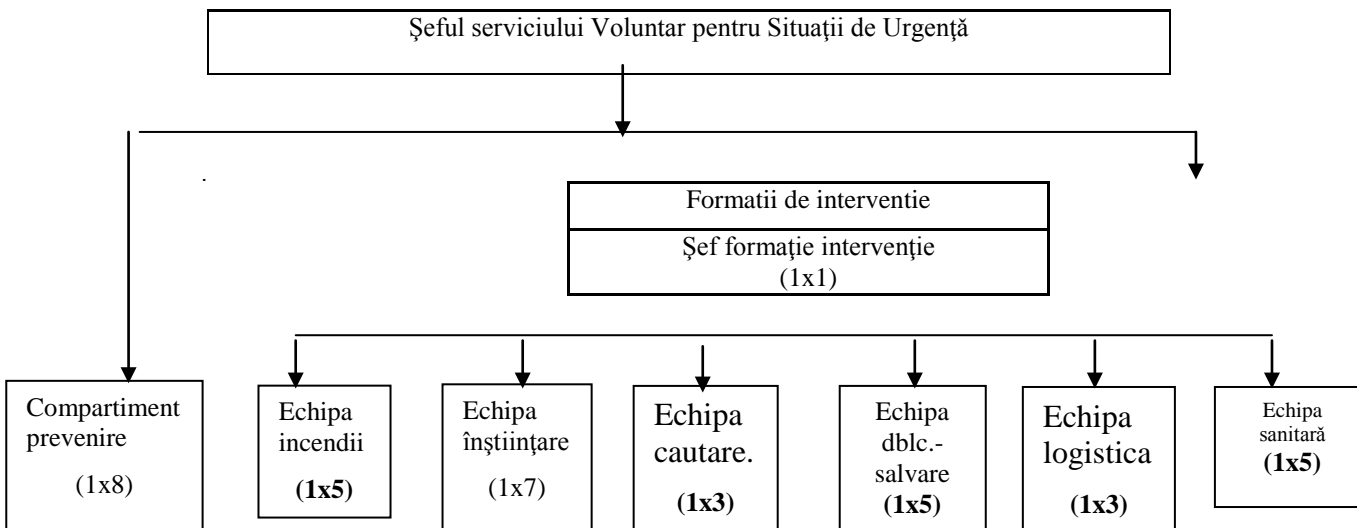 Şeful serviciului Voluntar pentru Situaţii de Urgenţă
.
Formatii de interventie
Şef formaţie intervenţie
(1x1)
Compartiment
prevenire
(1x8)
Echipa
incendii
(1x5)
Echipa
înştiinţare
(1x7)
Echipa
cautare.
(1x3)
Echipa
dblc.-
salvare
(1x5)
Echipa
logistica
(1x3)
Echipa
sanitară
(1x5)